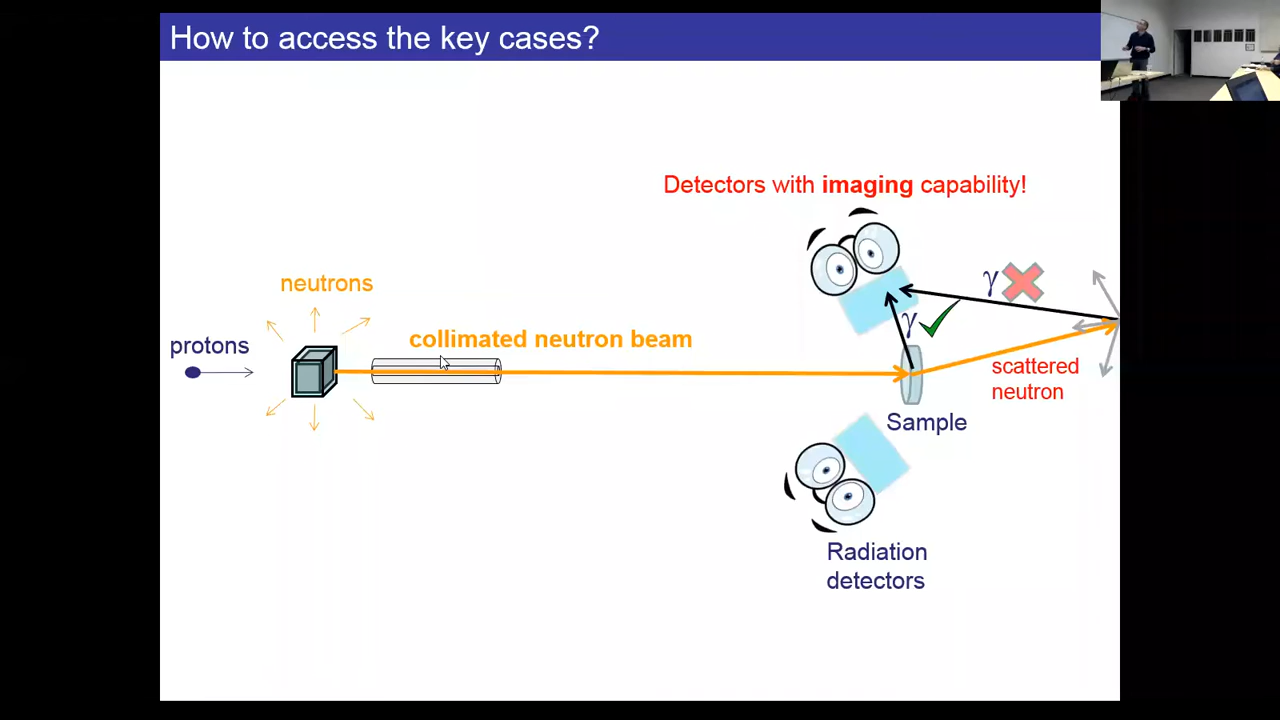 How to access the key cases?
Detectors with imaging capability!
neutrons
γ
collimated neutron beam
γ
protons
scattered
neutron
Sample
Radiation
detectors